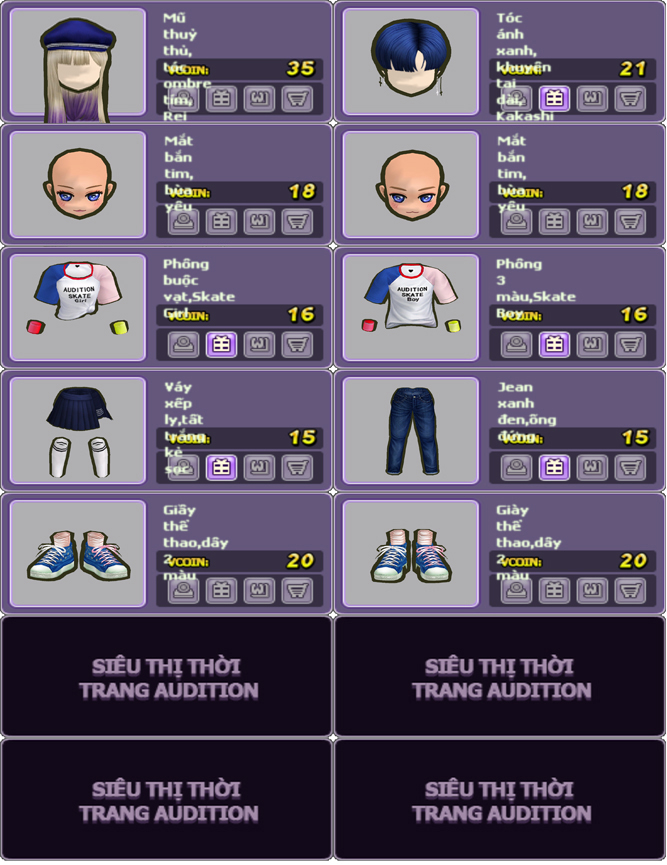 Mũ
thuỷ
thủ,
tóc
VCOIN: 35
ombre
tím,
Rei
Tóc
ánh
xanh,
khuyên
VCOIN: 21
tai
dài,
Kakashi
Mắt
bắn
tim,
bùa
VCOIN: 18
yêu
Mắt
bắn
tim,
bùa
VCOIN: 18
yêu
AUDITION
SKATE
Girl
Phông
buộc
vạt,Skate
Girl
VCOIN: 16
AUDITION
SKATE
Boy
Phông
3
màu,Skate
Boy
VCOIN: 16
Váy
xếp
ly,tất
trắng
VCOIN: 15
kẻ
sọc
Jean
xanh
đen,ống
đứng
VCOIN: 15
Giầy
thể
thao,dây
2
VCOIN: 20
màu
Giày
thể
thao,dây
2
VCOIN: 20
màu
SIÊU THỊ THỜI
TRANG AUDITION
SIÊU THỊ THỜI
TRANG AUDITION
SIÊU THỊ THỜI
TRANG AUDITION
SIÊU THỊ THỜI
TRANG AUDITION